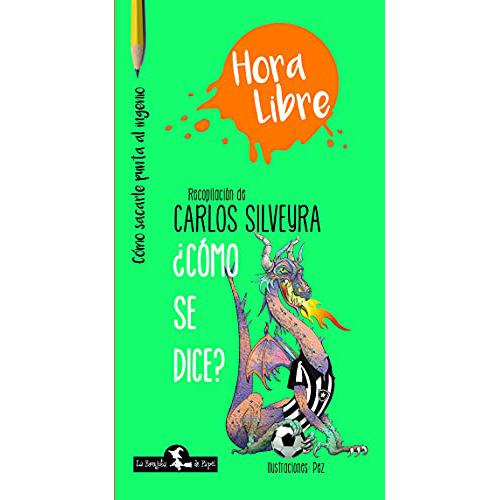 Cómo sacarle punta al ingenio
Hora
Libre
Recopilación de
CARLOS SILVEYRA
¿CÓMO
SE
DICE?
La Brujita de Papel
Ilustraciones: Pez